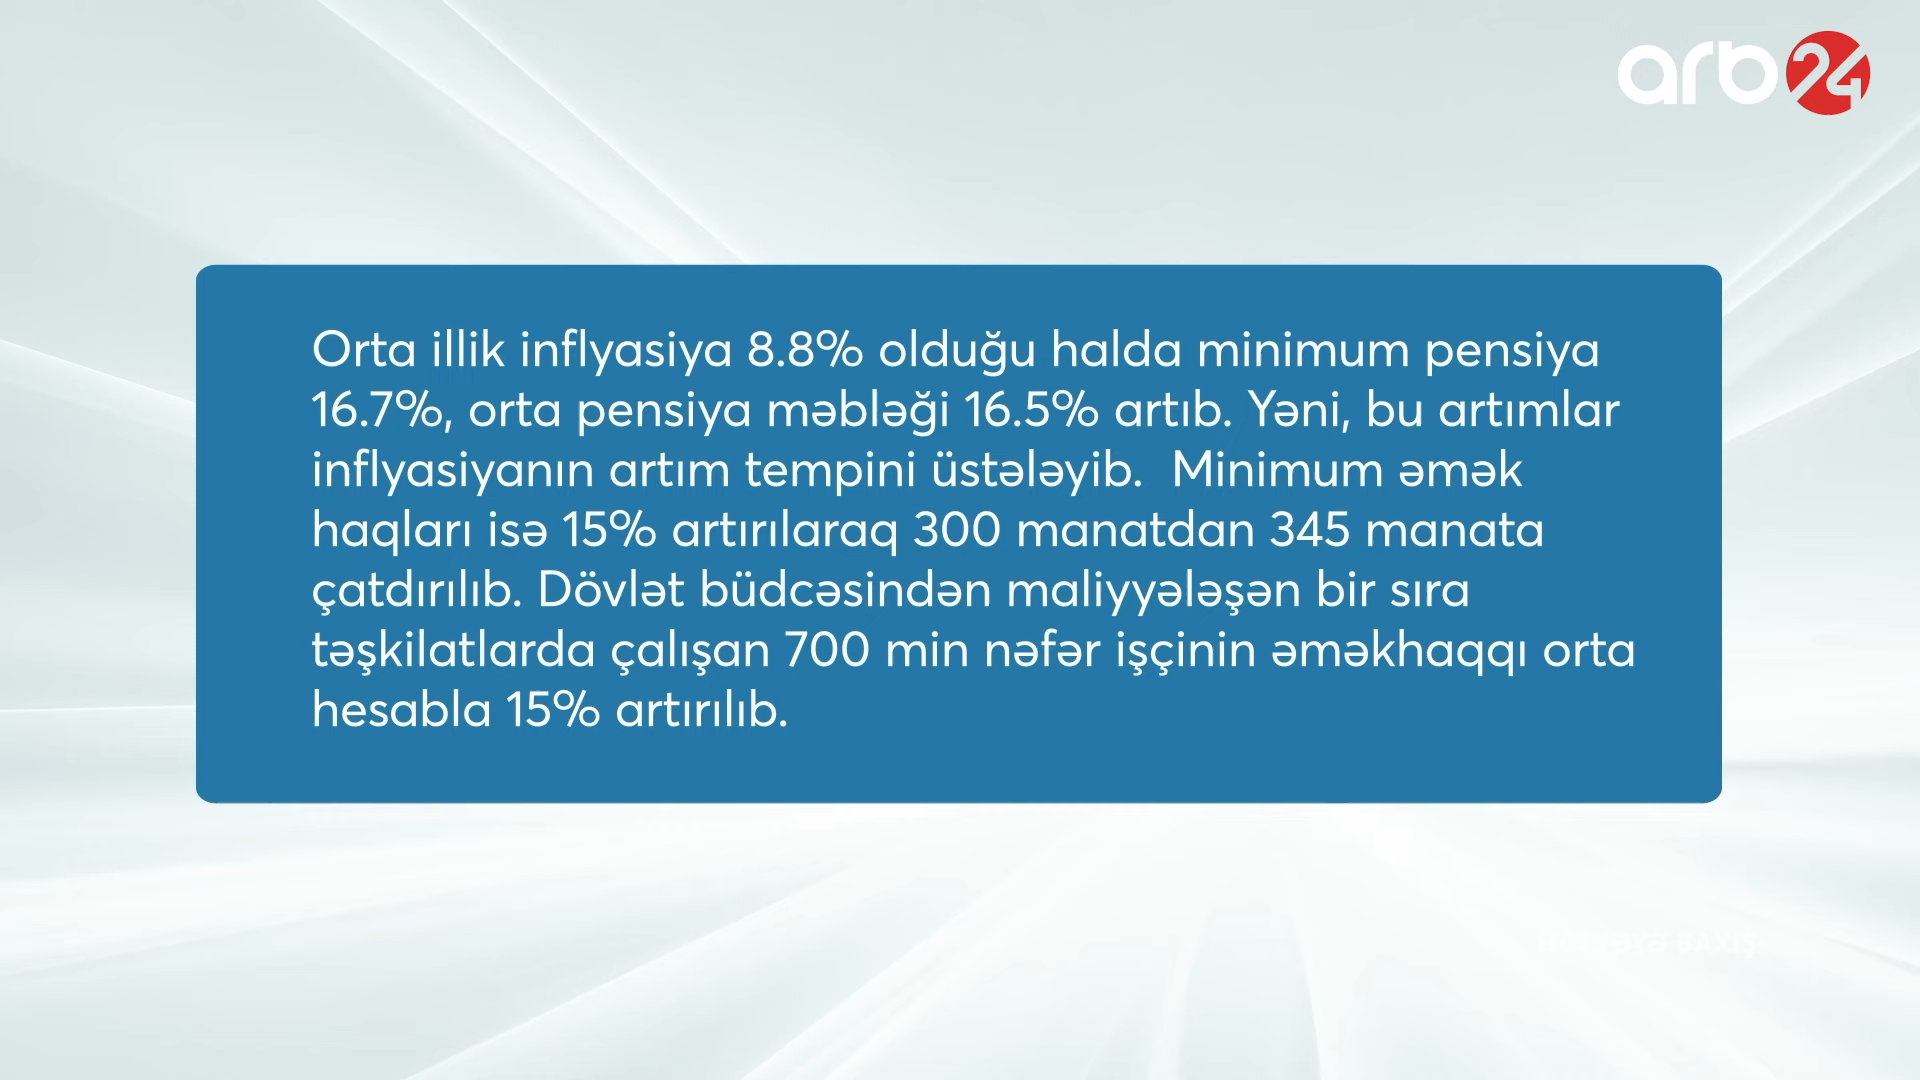 arb24
Orta illik inflyasiya 8.8% olduğu halda minimum pensiya
16.7%, orta pensiya məbləği 16.5% artıb. Yəni, bu artımlar
inflyasiyanın artım tempini üstələyib.  Minimum əmək
haqları isə 15% artırılaraq 300 manatdan 345 manata
çatdırılıb. Dövlət büdcəsindən maliyyələşən bir sıra
təşkilatlarda çalışan 700 min nəfər işçinin əməkhaqqı orta
hesabla 15% artırılıb.
BAXIŞ